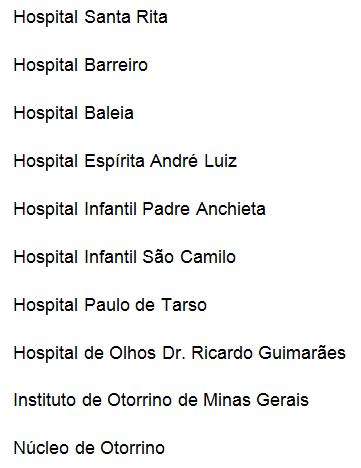 Hospital Santa Rita
Hospital Barreiro
Hospital Baleia
Hospital Espírita André Luiz
Hospital Infantil Padre Anchieta
Hospital Infantil São Camilo
Hospital Paulo de Tarso
Hospital de Olhos Dr. Ricardo Guimarães
Instituto de Otorrino de Minas Gerais
Núcleo de Otorrino